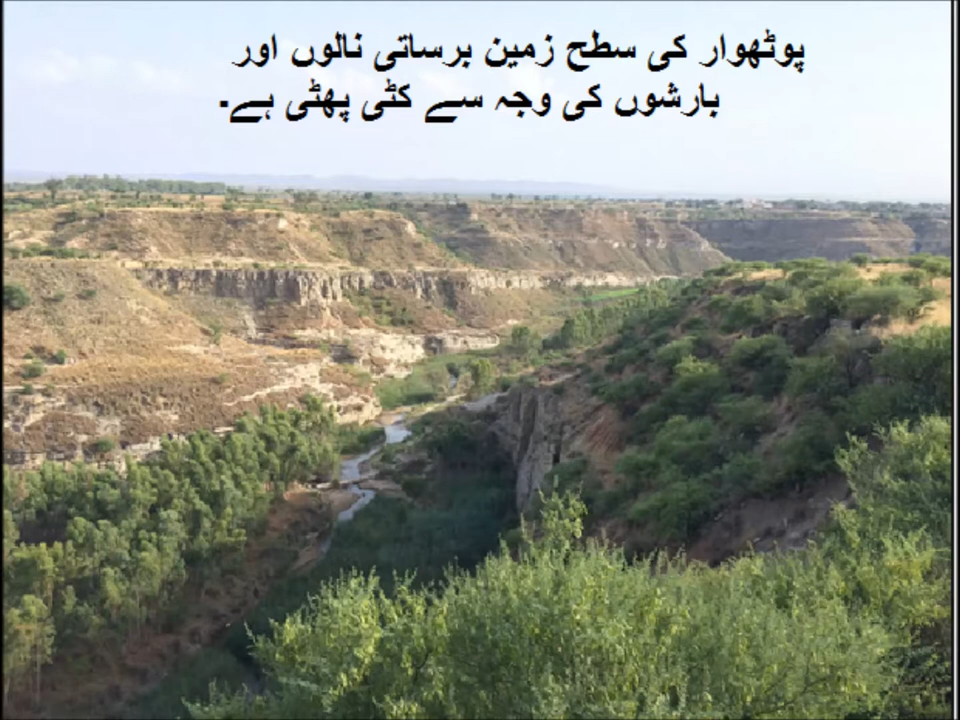 پوٹھوار کی سطح زمین برساتی نالوں اور
بارشوں کی وجہ سے کٹی پھٹی ہے۔